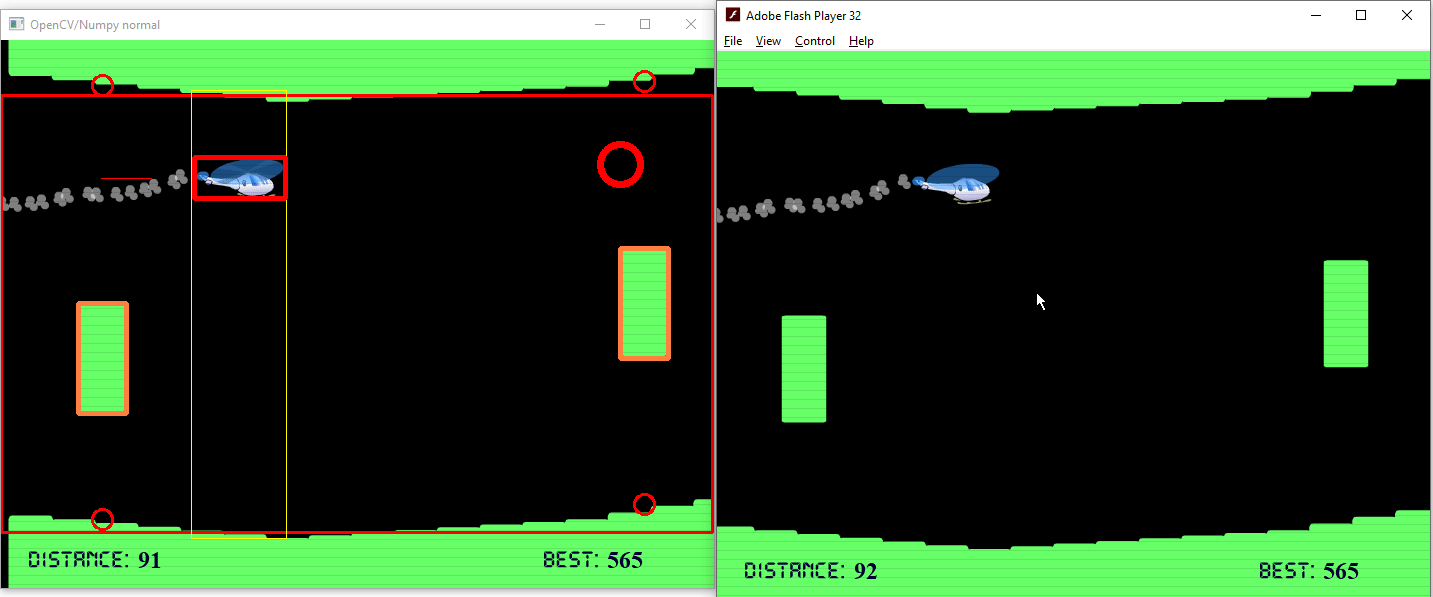 OpenCV/Numpy normal
DISTANCE: 91
BEST: 565
Adobe Flash Player 32
File View Control Help
DISTANCE: 92
BEST: 565